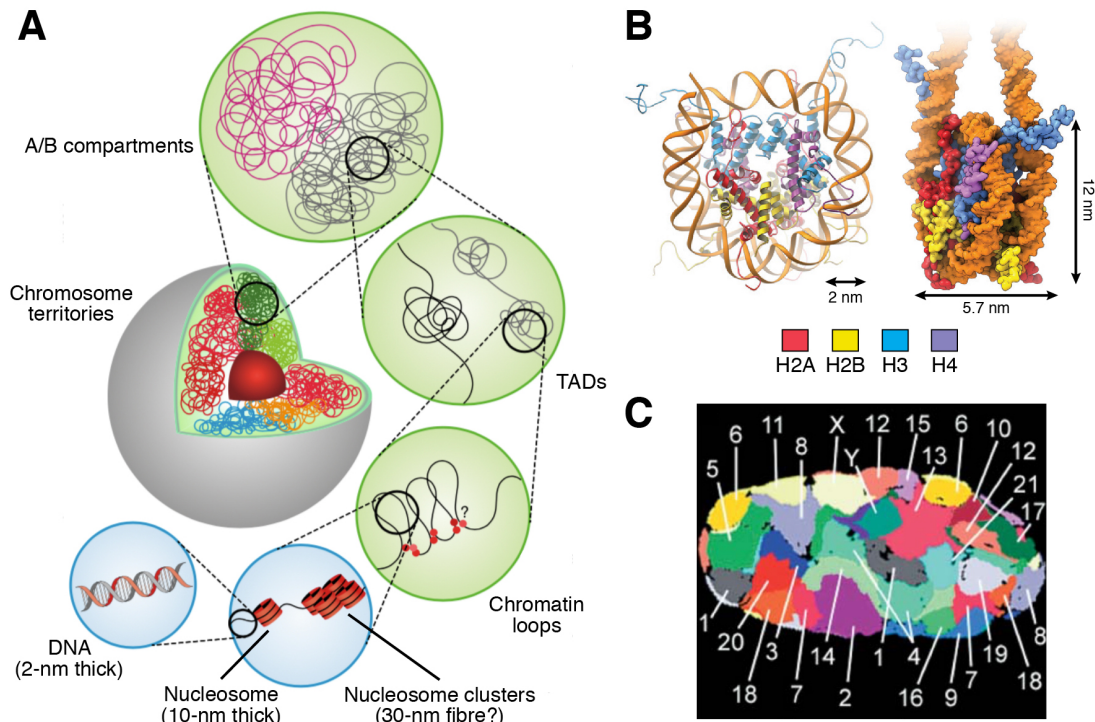 A
A/B compartments
Chromosome
territories
TADs
?
Chromatin
loops
DNA
(2-nm thick)
Nucleosome
(10-nm thick)
Nucleosome clusters
(30-nm fibre?)
B
12 nm
2 nm
5.7 nm
H2A H2B H3 H4
C
X 12 15 6 10
6 11 8 Y 13 12
5 21
17
1 8
20 3 14 1 4 19
18 7 2 16 9 7 18